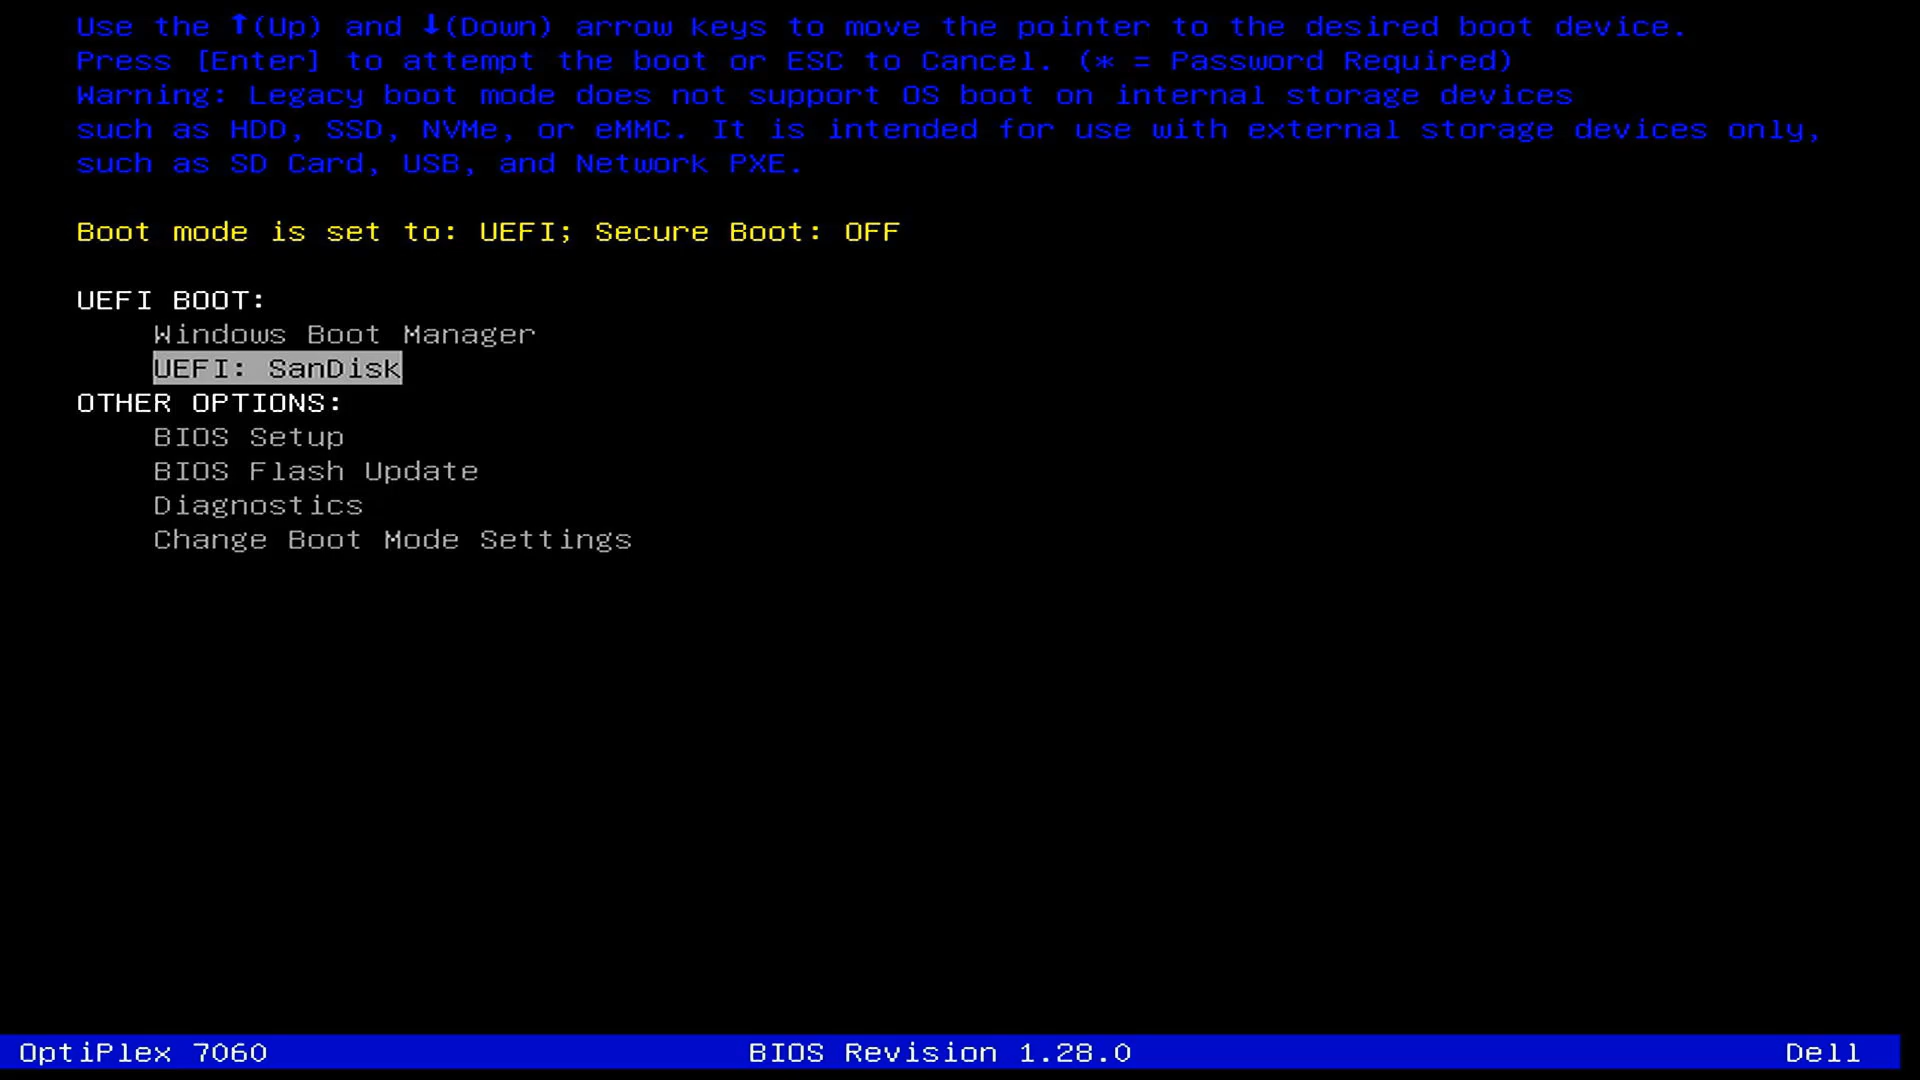 Use the ↑(Up) and ↓(Down) arrow keys to move the pointer to the desired boot device.
Press [Enter] to attempt the boot or ESC to Cancel. (* = Password Required)
Warning: Legacy boot mode does not support OS boot on internal storage devices
such as HDD, SSD, NVMe, or eMMC. It is intended for use with external storage devices only,
such as SD Card, USB, and Network PXE.
Boot mode is set to: UEFI; Secure Boot: OFF
UEFI BOOT:
Windows Boot Manager
UEFI: SanDisk
OTHER OPTIONS:
BIOS Setup
BIOS Flash Update
Diagnostics
Change Boot Mode Settings
OptiPlex 7060 BIOS Revision 1.28.0 Dell